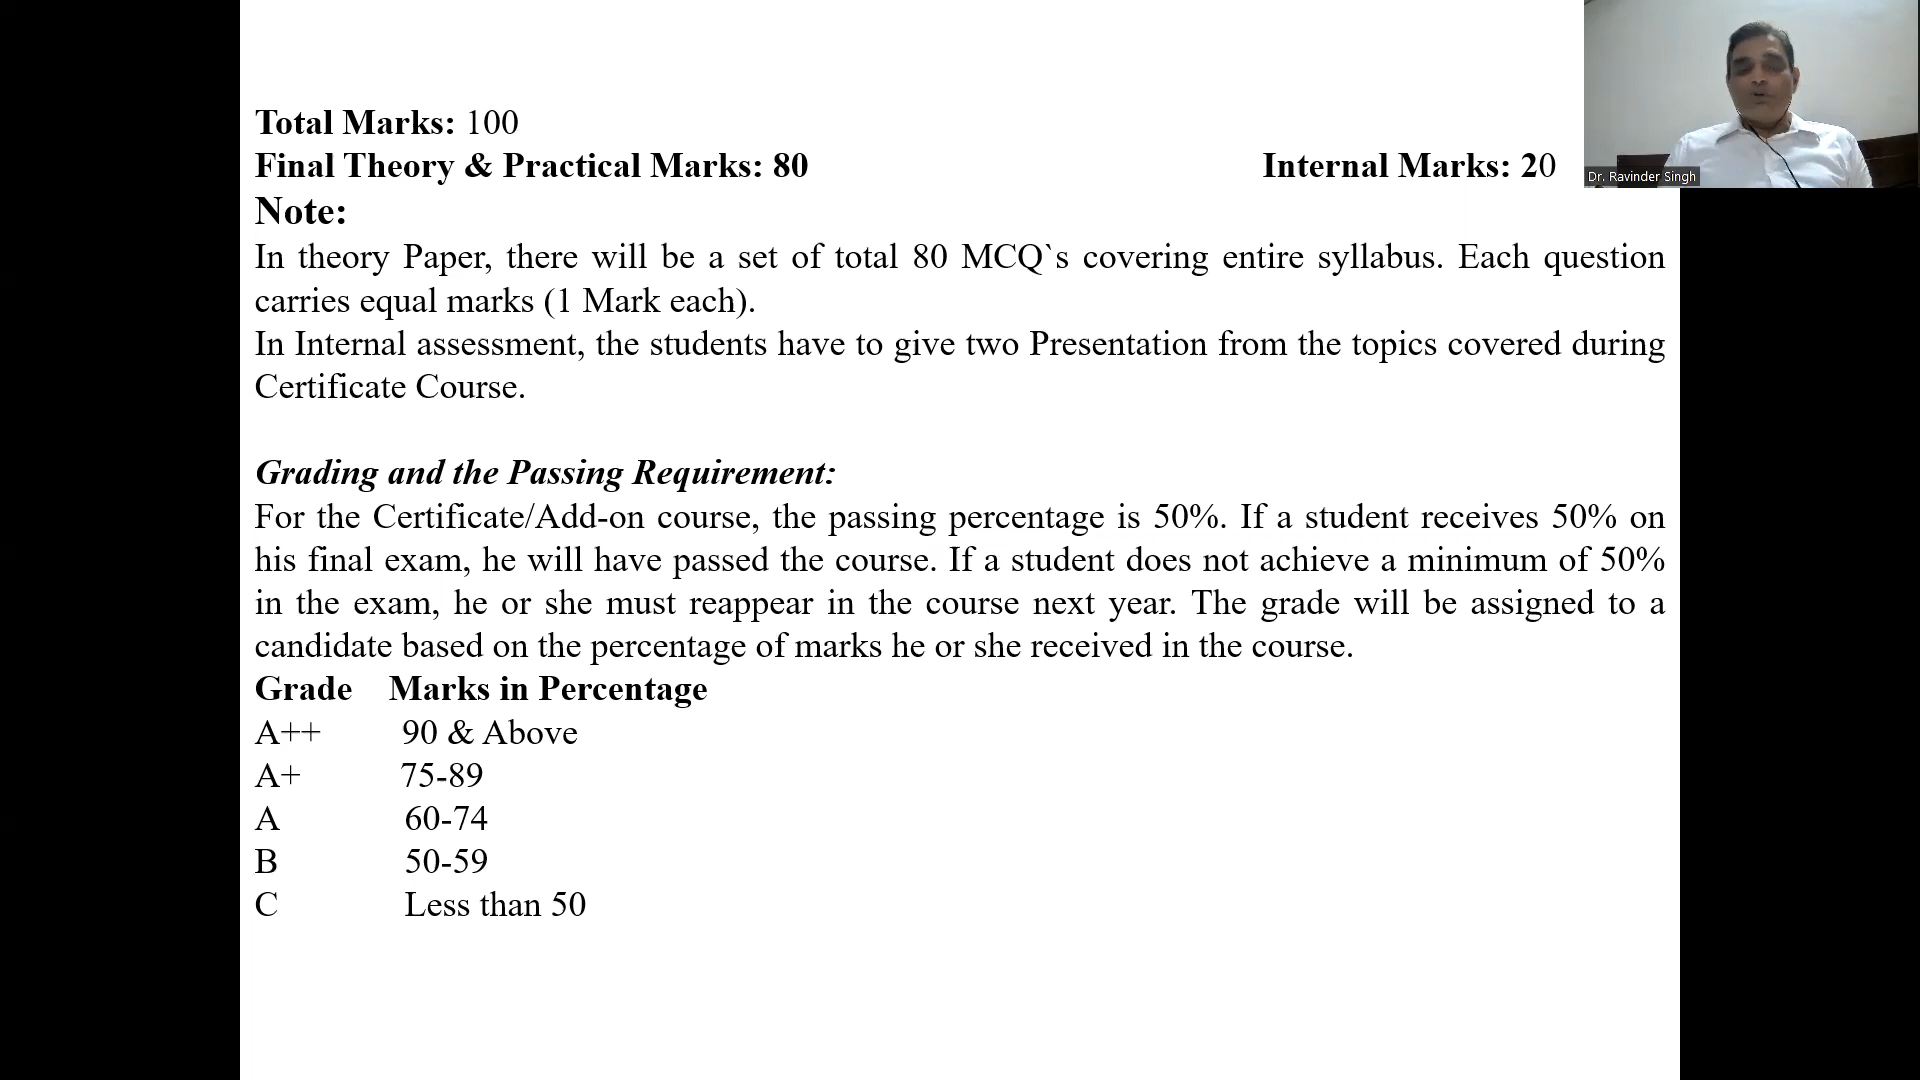 Total Marks: 100
Final Theory & Practical Marks: 80 Internal Marks: 20
Dr. Ravinder Singh
Note:
In theory Paper, there will be a set of total 80 MCQ`s covering entire syllabus. Each question
carries equal marks (1 Mark each).
In Internal assessment, the students have to give two Presentation from the topics covered during
Certificate Course.
Grading and the Passing Requirement:
For the Certificate/Add-on course, the passing percentage is 50%. If a student receives 50% on
his final exam, he will have passed the course. If a student does not achieve a minimum of 50%
in the exam, he or she must reappear in the course next year. The grade will be assigned to a
candidate based on the percentage of marks he or she received in the course.
Grade Marks in Percentage
A++ 90 & Above
A+ 75-89
A 60-74
B 50-59
C Less than 50